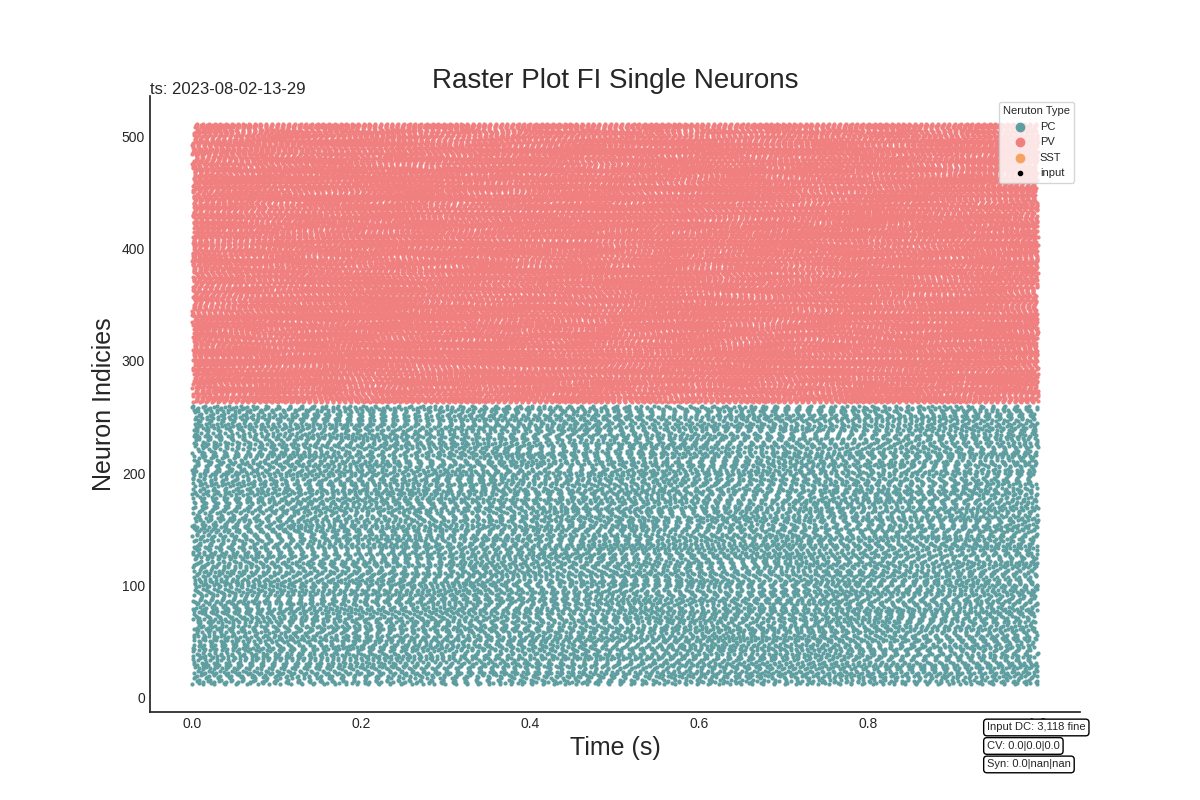 Raster Plot FI Single Neurons
ts: 2023-08-02-13-29
Neruton Type
PC
PV
SST
input
500
400
300
200
100
0
Neuron Indicies
0.0 0.2 0.4 0.6 0.8
Time (s)
Input DC: 3,118 fine
CV: 0.0|0.0|0.0
Syn: 0.0|nan|nan